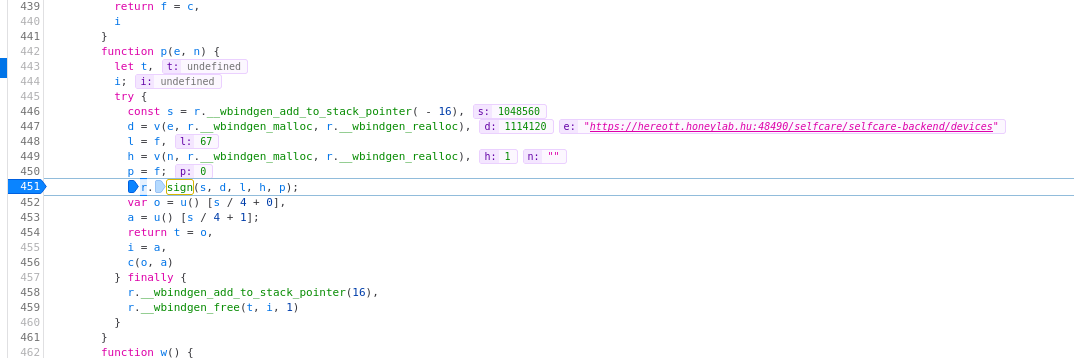 439 return f = c,
440 i
441 }
442 function p(e, n) {
443 let t, t: undefined
444 i; i: undefined
445 try {
446 const s = r.__wbindgen_add_to_stack_pointer( - 16), s: 1048560
447 d = v(e, r.__wbindgen_malloc, r.__wbindgen_realloc), d: 1114120 e: "https://hereott.honeylab.hu:48490/selfcare/selfcare-backend/devices"
448 l = f, l: 67
449 h = v(n, r.__wbindgen_malloc, r.__wbindgen_realloc), h: 1 n: ""
450 p = f; p: 0
451 r.sign(s, d, l, h, p);
452 var o = u() [s / 4 + 0],
453 a = u() [s / 4 + 1];
454 return t = o,
455 i = a,
456 c(o, a)
457 } finally {
458 r.__wbindgen_add_to_stack_pointer(16),
459 r.__wbindgen_free(t, i, 1)
460 }
461 }
462 function w() {